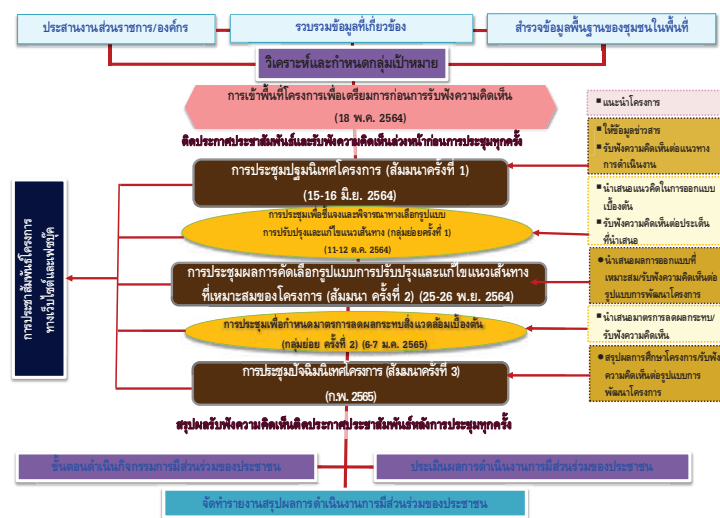 ประสานงานส่วนราชการ/องค์กร
รวบรวมข้อมูลที่เกี่ยวข้อง
สำรวจข้อมูลพื้นฐานของชุมชนในพื้นที่
วิเคราะห์และกำหนดกลุ่มเป้าหมาย
การเข้าพื้นที่โครงการเพื่อเตรียมการก่อนการรับฟังความคิดเห็น
(18 พ.ค. 2564)
ติดประกาศประชาสัมพันธ์และรับฟังความคิดเห็นล่วงหน้าก่อนการประชุมทุกครั้ง
การประชุมปฐมนิเทศโครงการ (สัมมนาครั้งที่ 1)
(15-16 มิ.ย. 2564)
การประชุมเพื่อชี้แจงและพิจารณาทางเลือกรูปแบบ
การปรับปรุงและแก้ไขแนวเส้นทาง (กลุ่มย่อยครั้งที่ 1)
(11-12 ต.ค. 2564)
การประชุมผลการคัดเลือกรูปแบบการปรับปรุงและแก้ไขแนวเส้นทาง
ที่เหมาะสมของโครงการ (สัมมนา ครั้งที่ 2) (25-26 พ.ย. 2564)
การประชุมเพื่อกำหนดมาตรการลดผลกระทบสิ่งแวดล้อมเบื้องต้น
(กลุ่มย่อย ครั้งที่ 2) (6-7 ม.ค. 2565)
การประชุมปัจฉิมนิเทศโครงการ (สัมมนาครั้งที่ 3)
(ก.พ. 2565)
สรุปผลรับฟังความคิดเห็นติดประกาศประชาสัมพันธ์หลังการประชุมทุกครั้ง
การประชาสัมพันธ์โครงการ
ทางเว็บไซต์และเฟซบุ๊ค
▪ แนะนำโครงการ
▪ ให้ข้อมูลข่าวสาร
▪ รับฟังความคิดเห็นต่อแนวทาง
การดำเนินงาน
▪ นำเสนอแนวคิดในการออกแบบ
เบื้องต้น
▪ รับฟังความคิดเห็นต่อประเด็น
ที่นำเสนอ
● นำเสนอผลการออกแบบที่
เหมาะสม/รับฟังความคิดเห็นต่อ
รูปแบบการพัฒนาโครงการ
▪ นำเสนอมาตรการลดผลกระทบ/
รับฟังความคิดเห็น
● สรุปผลการศึกษาโครงการ/รับฟัง
ความคิดเห็นต่อรูปแบบการ
พัฒนาโครงการ
ขั้นตอนดำเนินกิจกรรมการมีส่วนร่วมของประชาชน
ประเมินผลการดำเนินงานการมีส่วนร่วมของประชาชน
จัดทำรายงานสรุปผลการดำเนินงานการมีส่วนร่วมของประชาชน